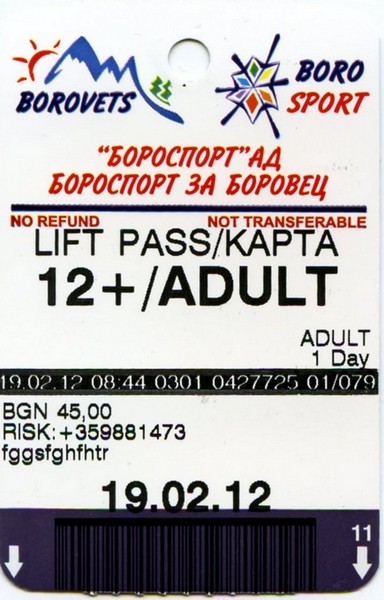 BOROVETS
BORO
SPORT
"БОРОСПОРТ" АД
БОРОСПОРТ ЗА БОРОВЕЦ
NO REFUND NOT TRANSFERABLE
LIFT PASS/КАРТА
12+/ADULT
ADULT
1 Day
19.02.12 08:44 0301 0427725 01/079
BGN 45,00
RISK:+359881473
fggsfghfhtr
19.02.12
11